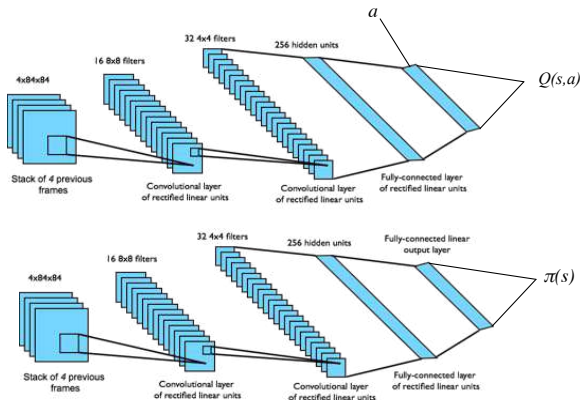 a
32 4x4 filters
256 hidden units
16 8x8 filters
4x84x84
Q(s,a)
Stack of 4 previous
frames
Convolutional layer
of rectified linear units
Convolutional layer
of rectified linear units
Fully-connected layer
of rectified linear units
32 4x4 filters
256 hidden units
Fully-connected linear
output layer
16 8x8 filters
4x84x84
π(s)
Stack of 4 previous
frames
Convolutional layer
of rectified linear units
Convolutional layer
of rectified linear units
Fully-connected layer
of rectified linear units